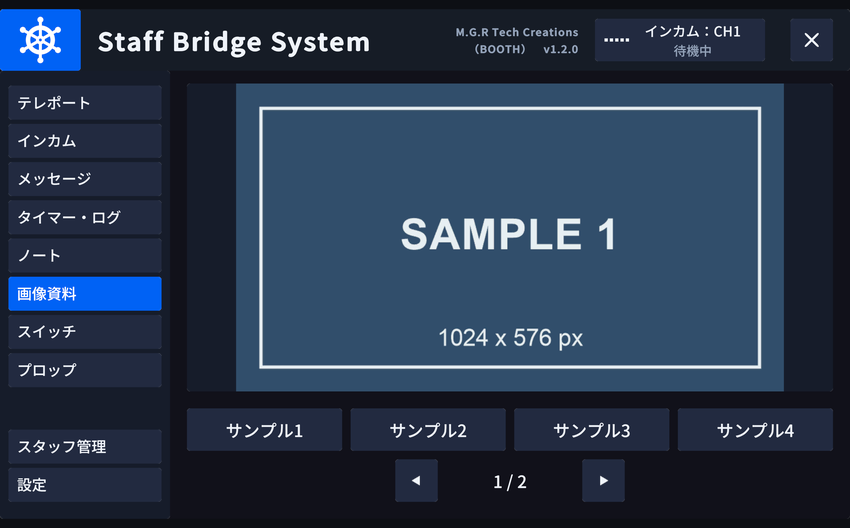 Staff Bridge System
M.G.R Tech Creations
（BOOTH） v1.2.0
インカム：CH1
待機中
テレポート
インカム
メッセージ
タイマー・ログ
ノート
画像資料
スイッチ
プロップ
スタッフ管理
設定
SAMPLE 1
1024 x 576 px
サンプル1
サンプル2
サンプル3
サンプル4
1 / 2